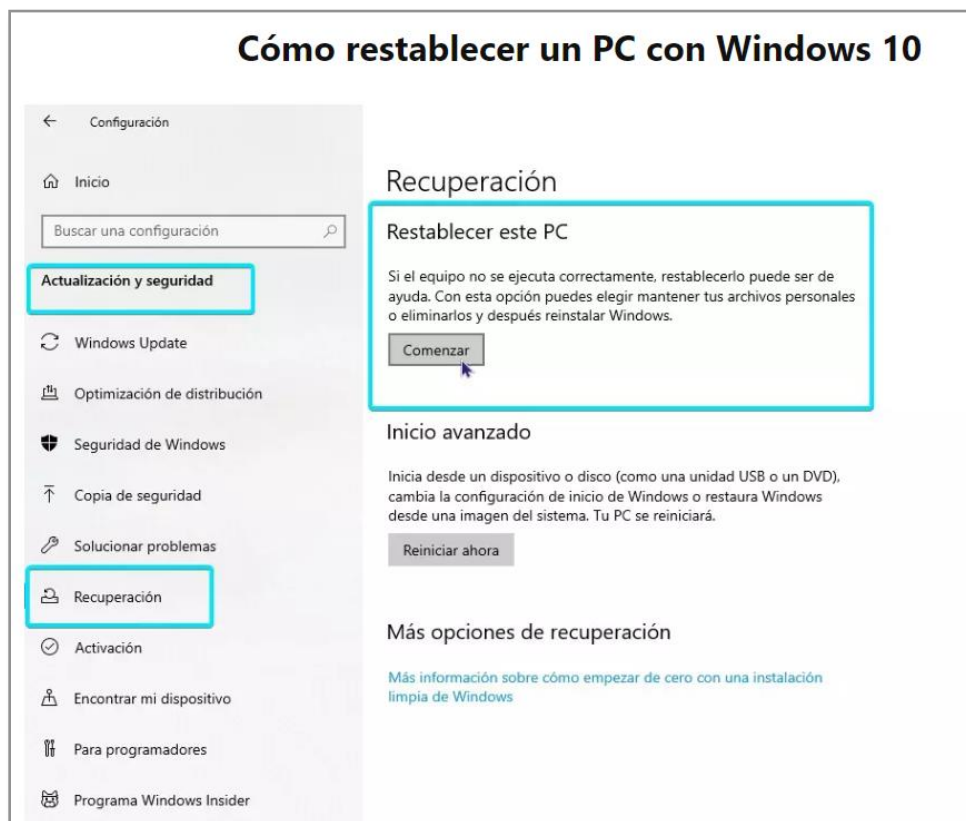 Cómo restablecer un PC con Windows 10
Configuración
Inicio
Buscar una configuración
Actualización y seguridad
Windows Update
Optimización de distribución
Seguridad de Windows
Copia de seguridad
Solucionar problemas
Recuperación
Activación
Encontrar mi dispositivo
Para programadores
Programa Windows Insider
Recuperación
Restablecer este PC
Si el equipo no se ejecuta correctamente, restablecerlo puede ser de
ayuda. Con esta opción puedes elegir mantener tus archivos personales
o eliminarlos y después reinstalar Windows.
Comenzar
Inicio avanzado
Inicia desde un dispositivo o disco (como una unidad USB o un DVD),
cambia la configuración de inicio de Windows o restaura Windows
desde una imagen del sistema. Tu PC se reiniciará.
Reiniciar ahora
Más opciones de recuperación
Más información sobre cómo empezar de cero con una instalación
limpia de Windows